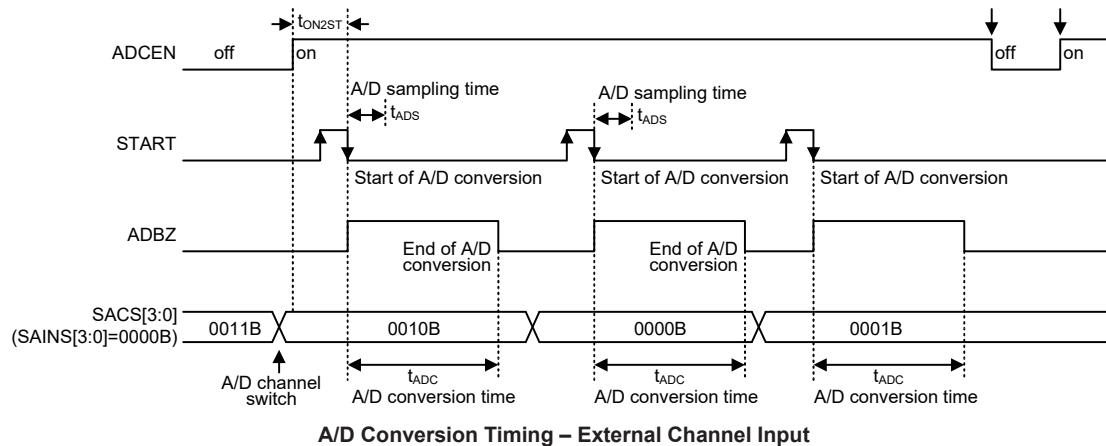 tON2ST
ADCEN
off
on
off
on
A/D sampling time
tADS
A/D sampling time
tADS
START
Start of A/D conversion
Start of A/D conversion
Start of A/D conversion
ADBZ
End of A/D
conversion
End of A/D
conversion
SACS[3:0]
(SAINS[3:0]=0000B)
0011B
0010B
0000B
0001B
A/D channel
switch
tADC
A/D conversion time
tADC
A/D conversion time
tADC
A/D conversion time
A/D Conversion Timing – External Channel Input